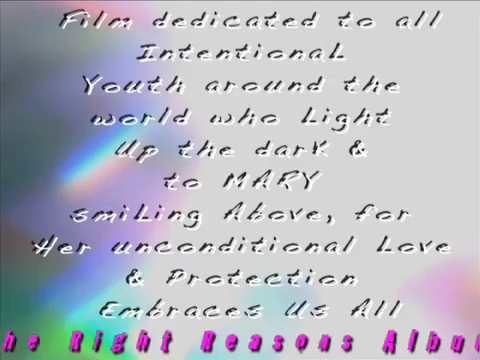 Film dedicated to all
IntentionaL
Youth around the
world who Light
Up the darK &
to MARY
smiLing Above, for
Her unconditional Love
& Protection
Embraces Us All
he Right Reasons Album